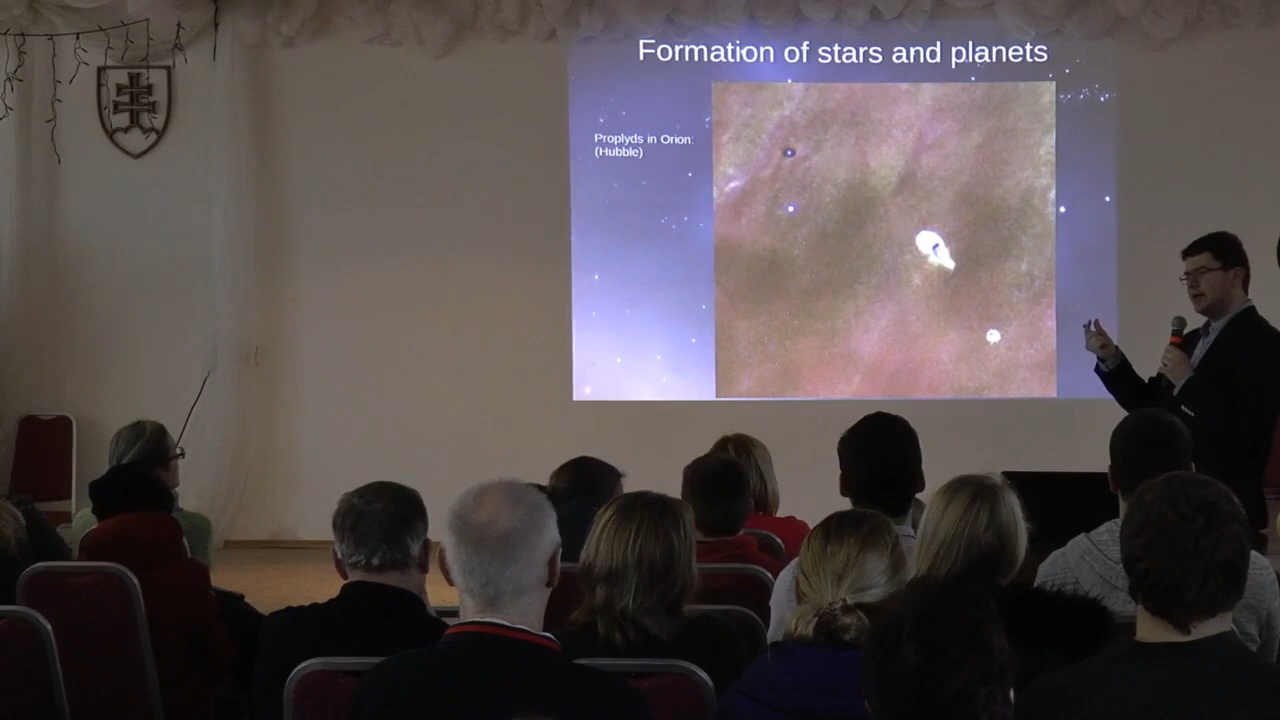 Formation of stars and planets
Proplyds in Orion:
(Hubble)